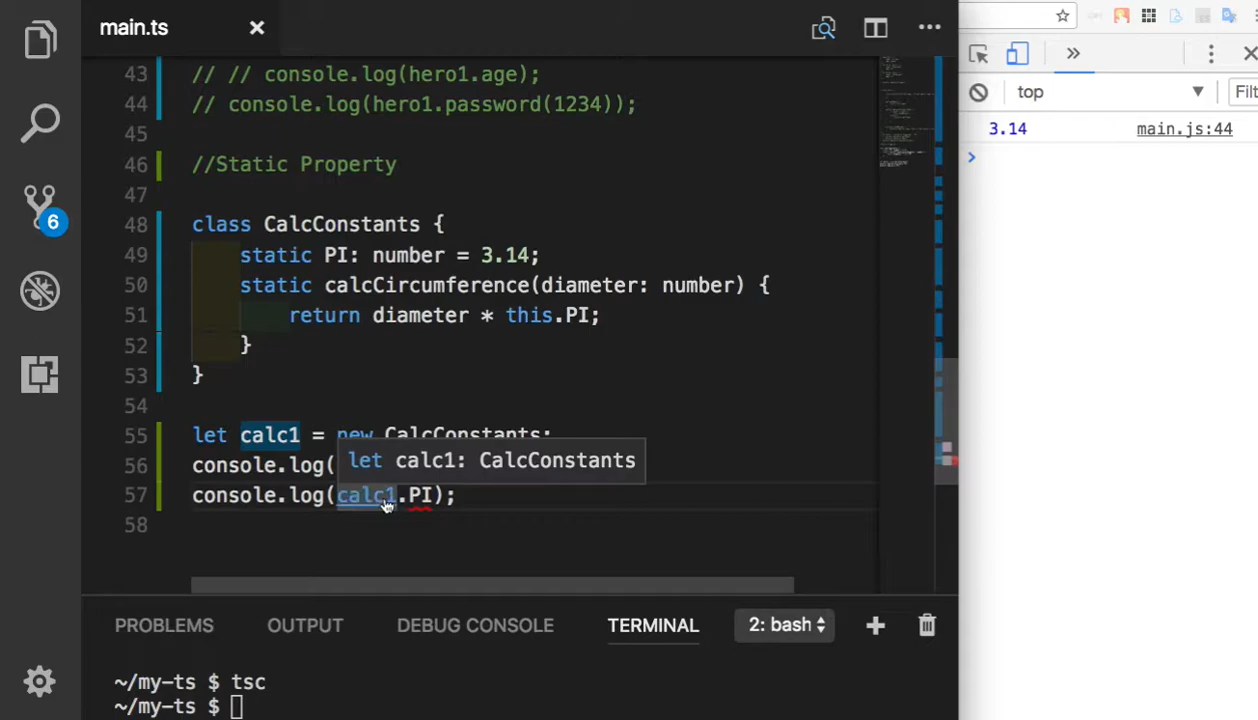 main.ts
43 // // console.log(hero1.age);
44 // console.log(hero1.password(1234));
45
46 //Static Property
47
48 class CalcConstants {
49 static PI: number = 3.14;
50 static calcCircumference(diameter: number) {
51 return diameter * this.PI;
52 }
53 }
54
55 let calc1 = new CalcConstants;
56 console.log(
let calc1: CalcConstants
57 console.log(calc1.PI);
58
6
PROBLEMS OUTPUT DEBUG CONSOLE TERMINAL 2: bash
~/my-ts $ tsc
~/my-ts $
top Filt
3.14 main.js:44